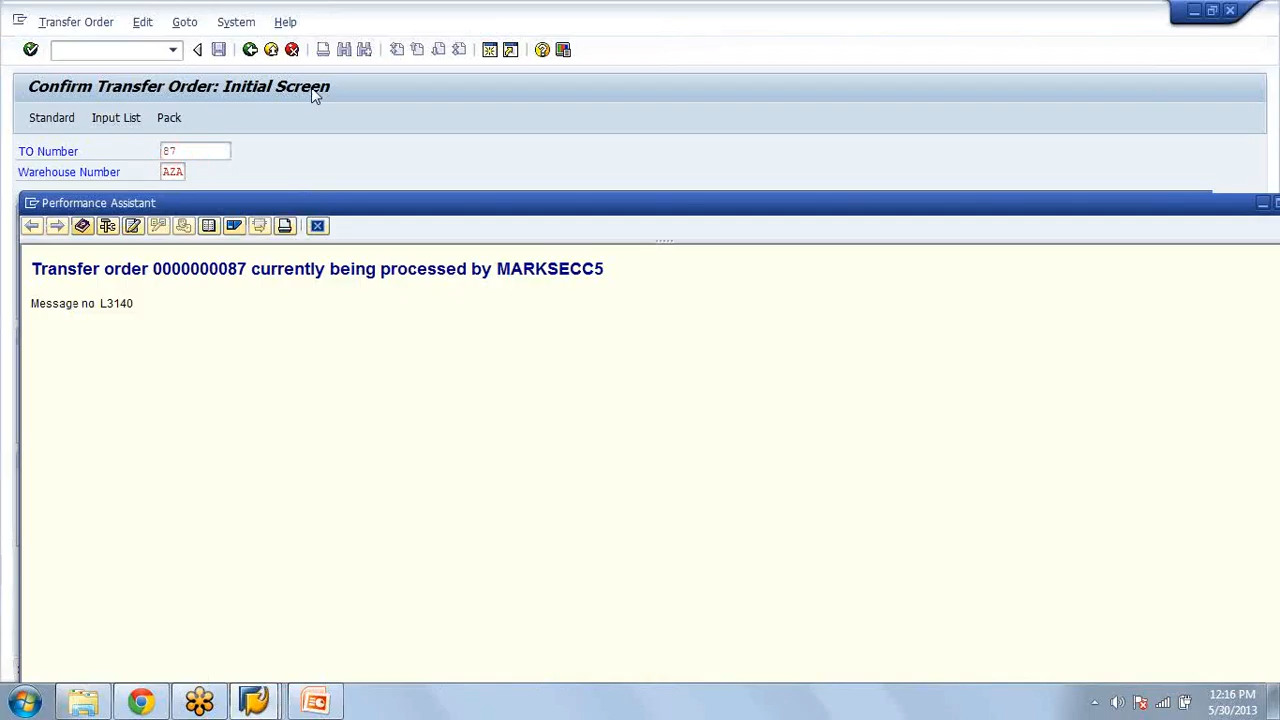 Transfer Order Edit Goto System Help
Confirm Transfer Order: Initial Screen
Standard Input List Pack
TO Number 87
Warehouse Number AZA
Performance Assistant
Transfer order 0000000087 currently being processed by MARKSECC5
Message no L3140
12:16 PM
5/30/2013